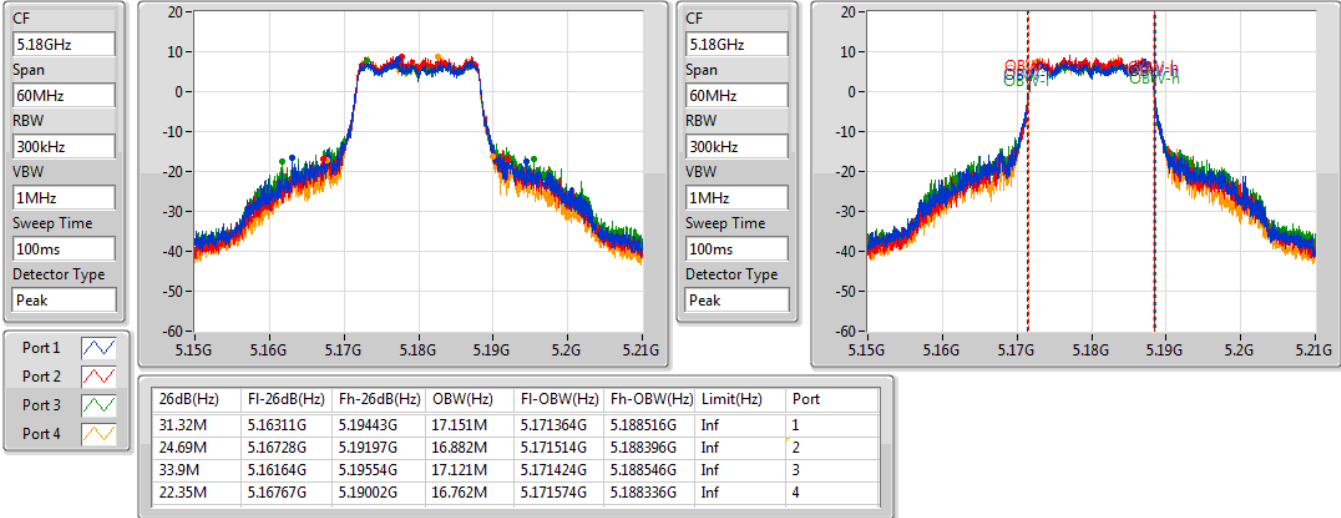 CF
5.18GHz
Span
60MHz
RBW
300kHz
VBW
1MHz
Sweep Time
100ms
Detector Type
Peak
20
10
0
-10
-20
-30
-40
-50
-60
5.15G 5.16G 5.17G 5.18G 5.19G 5.2G 5.21G
CF
5.18GHz
Span
60MHz
RBW
300kHz
VBW
1MHz
Sweep Time
100ms
Detector Type
Peak
20
10
0
-10
-20
-30
-40
-50
-60
OBW-l OBW-h
OBW-l OBW-h
5.15G 5.16G 5.17G 5.18G 5.19G 5.2G 5.21G
Port 1
Port 2
Port 3
Port 4
26dB(Hz) Fl-26dB(Hz) Fh-26dB(Hz) OBW(Hz) Fl-OBW(Hz) Fh-OBW(Hz) Limit(Hz) Port
31.32M 5.16311G 5.19443G 17.151M 5.171364G 5.188516G Inf 1
24.69M 5.16728G 5.19197G 16.882M 5.171514G 5.188396G Inf 2
33.9M 5.16164G 5.19554G 17.121M 5.171424G 5.188546G Inf 3
22.35M 5.16767G 5.19002G 16.762M 5.171574G 5.188336G Inf 4